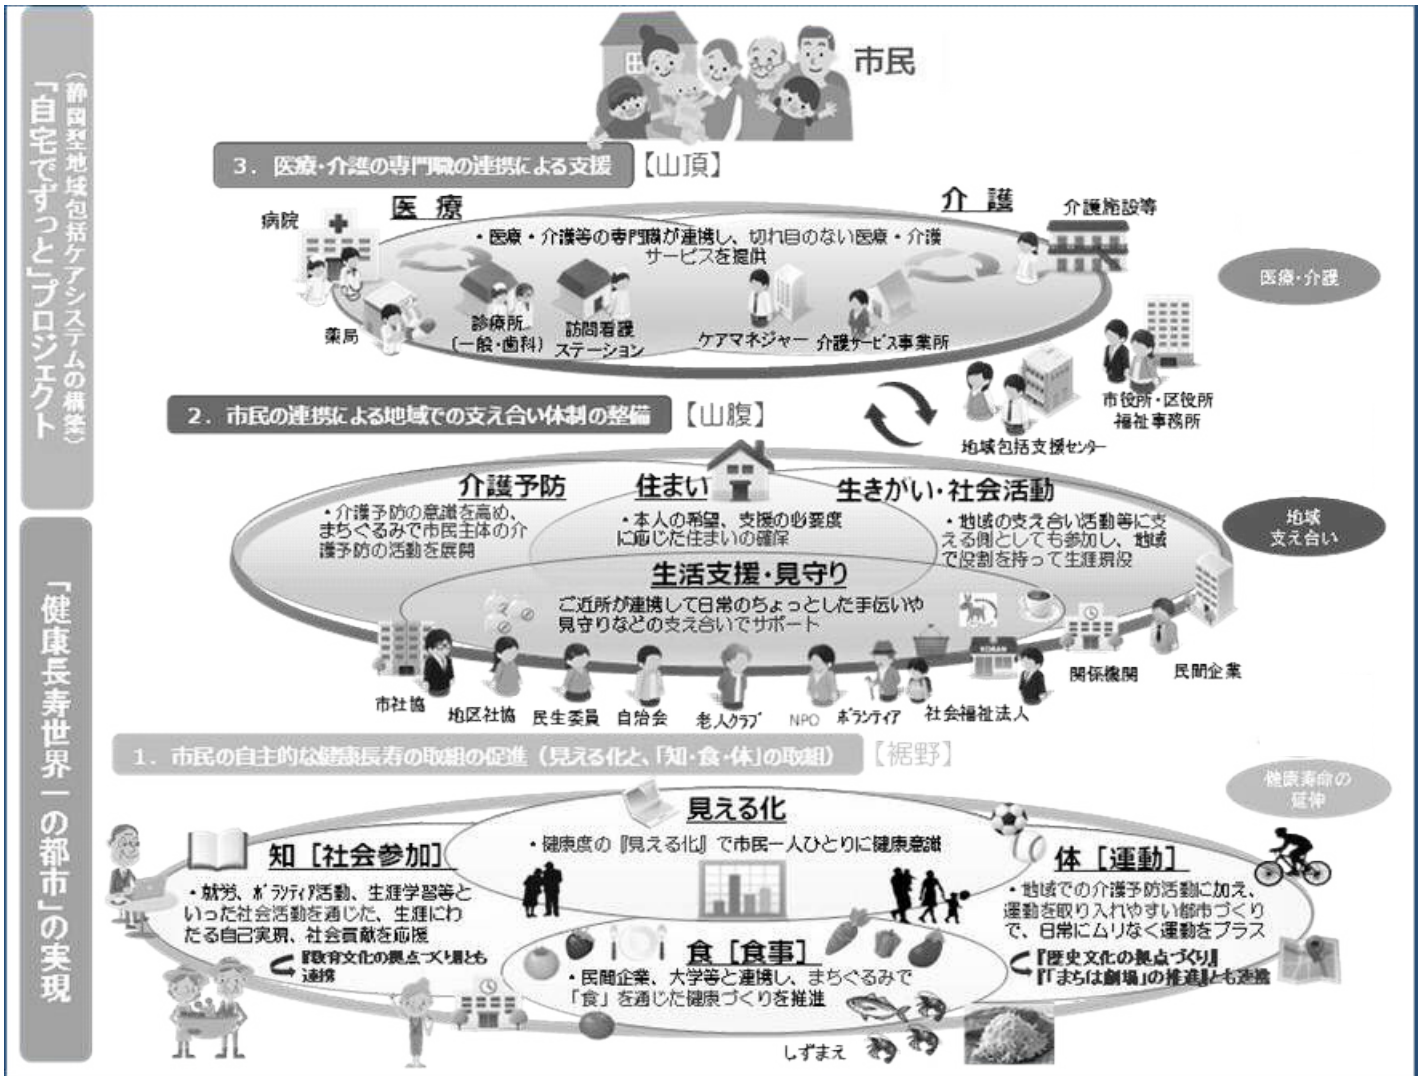 (静岡型地域包括ケアシステムの構築)
「自宅でずっと」プロジェクト
「健康長寿世界一の都市」の実現
市民
3. 医療・介護の専門職の連携による支援
【山頂】
医 療
介 護
病院
介護施設等
・医療・介護等の専門職が連携し、切れ目のない医療・介護
サービスを提供
医療・介護
薬局
診療所
(一般・歯科)
訪問看護
ステーション
ケアマネジャー
介護サービス事業所
市役所・区役所
福祉事務所
地域包括支援センター
2. 市民の連携による地域での支え合い体制の整備
【山腹】
介護予防
・介護予防の意識を高め、
まちぐるみで市民主体の介
護予防の活動を展開
住まい
・本人の希望、支援の必要度
に応じた住まいの確保
生きがい・社会活動
・地域の支え合い活動等に支
える側としても参加し、地域
で役割を持って生涯現役
地域
支え合い
生活支援・見守り
ご近所が連携して日常のちょっとした手伝いや
見守りなどの支え合いでサポート
市社協
地区社協
民生委員
自治会
老人クラブ
NPO
ボランティア
社会福祉法人
関係機関
民間企業
1. 市民の自主的な健康長寿の取組の促進(見える化と、「知・食・体」の取組)
【裾野】
健康寿命の
延伸
見える化
・健康度の『見える化』で市民一人ひとりに健康意識
知[社会参加]
・就労、ボランティア活動、生涯学習等と
いった社会活動を通じた、生涯にわ
たる自己実現、社会貢献を応援
『教育文化の拠点づくり』とも
連携
体[運動]
・地域での介護予防活動に加え、
運動を取り入れやすい都市づくり
で、日常にムリなく運動をプラス
『歴史文化の拠点づくり』
『「まちは劇場」の推進』とも連携
食[食事]
・民間企業、大学等と連携し、まちぐるみで
「食」を通じた健康づくりを推進
しずまえ